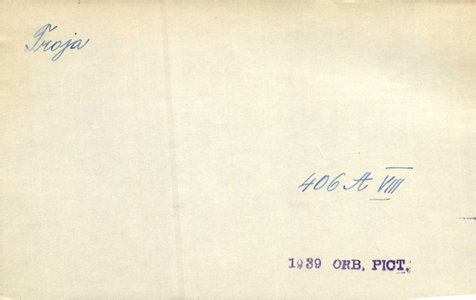 Troja
406 A VIII
1939 ORB, PICT.